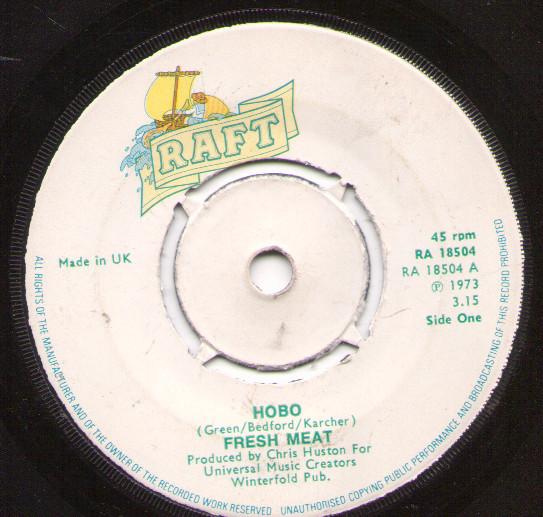 RAFT
Made in UK
45 rpm
RA 18504
RA 18504 A
Ⓟ 1973
3.15
Side One
HOBO
(Green/Bedford/Karcher)
FRESH MEAT
Produced by Chris Huston For
Universal Music Creators
Winterfold Pub.
ALL RIGHTS OF THE MANUFACTURER AND OF THE OWNER OF THE RECORDED WORK RESERVED UNAUTHORISED COPYING PUBLIC PERFORMANCE AND BROADCASTING OF THIS RECORD PROHIBITED